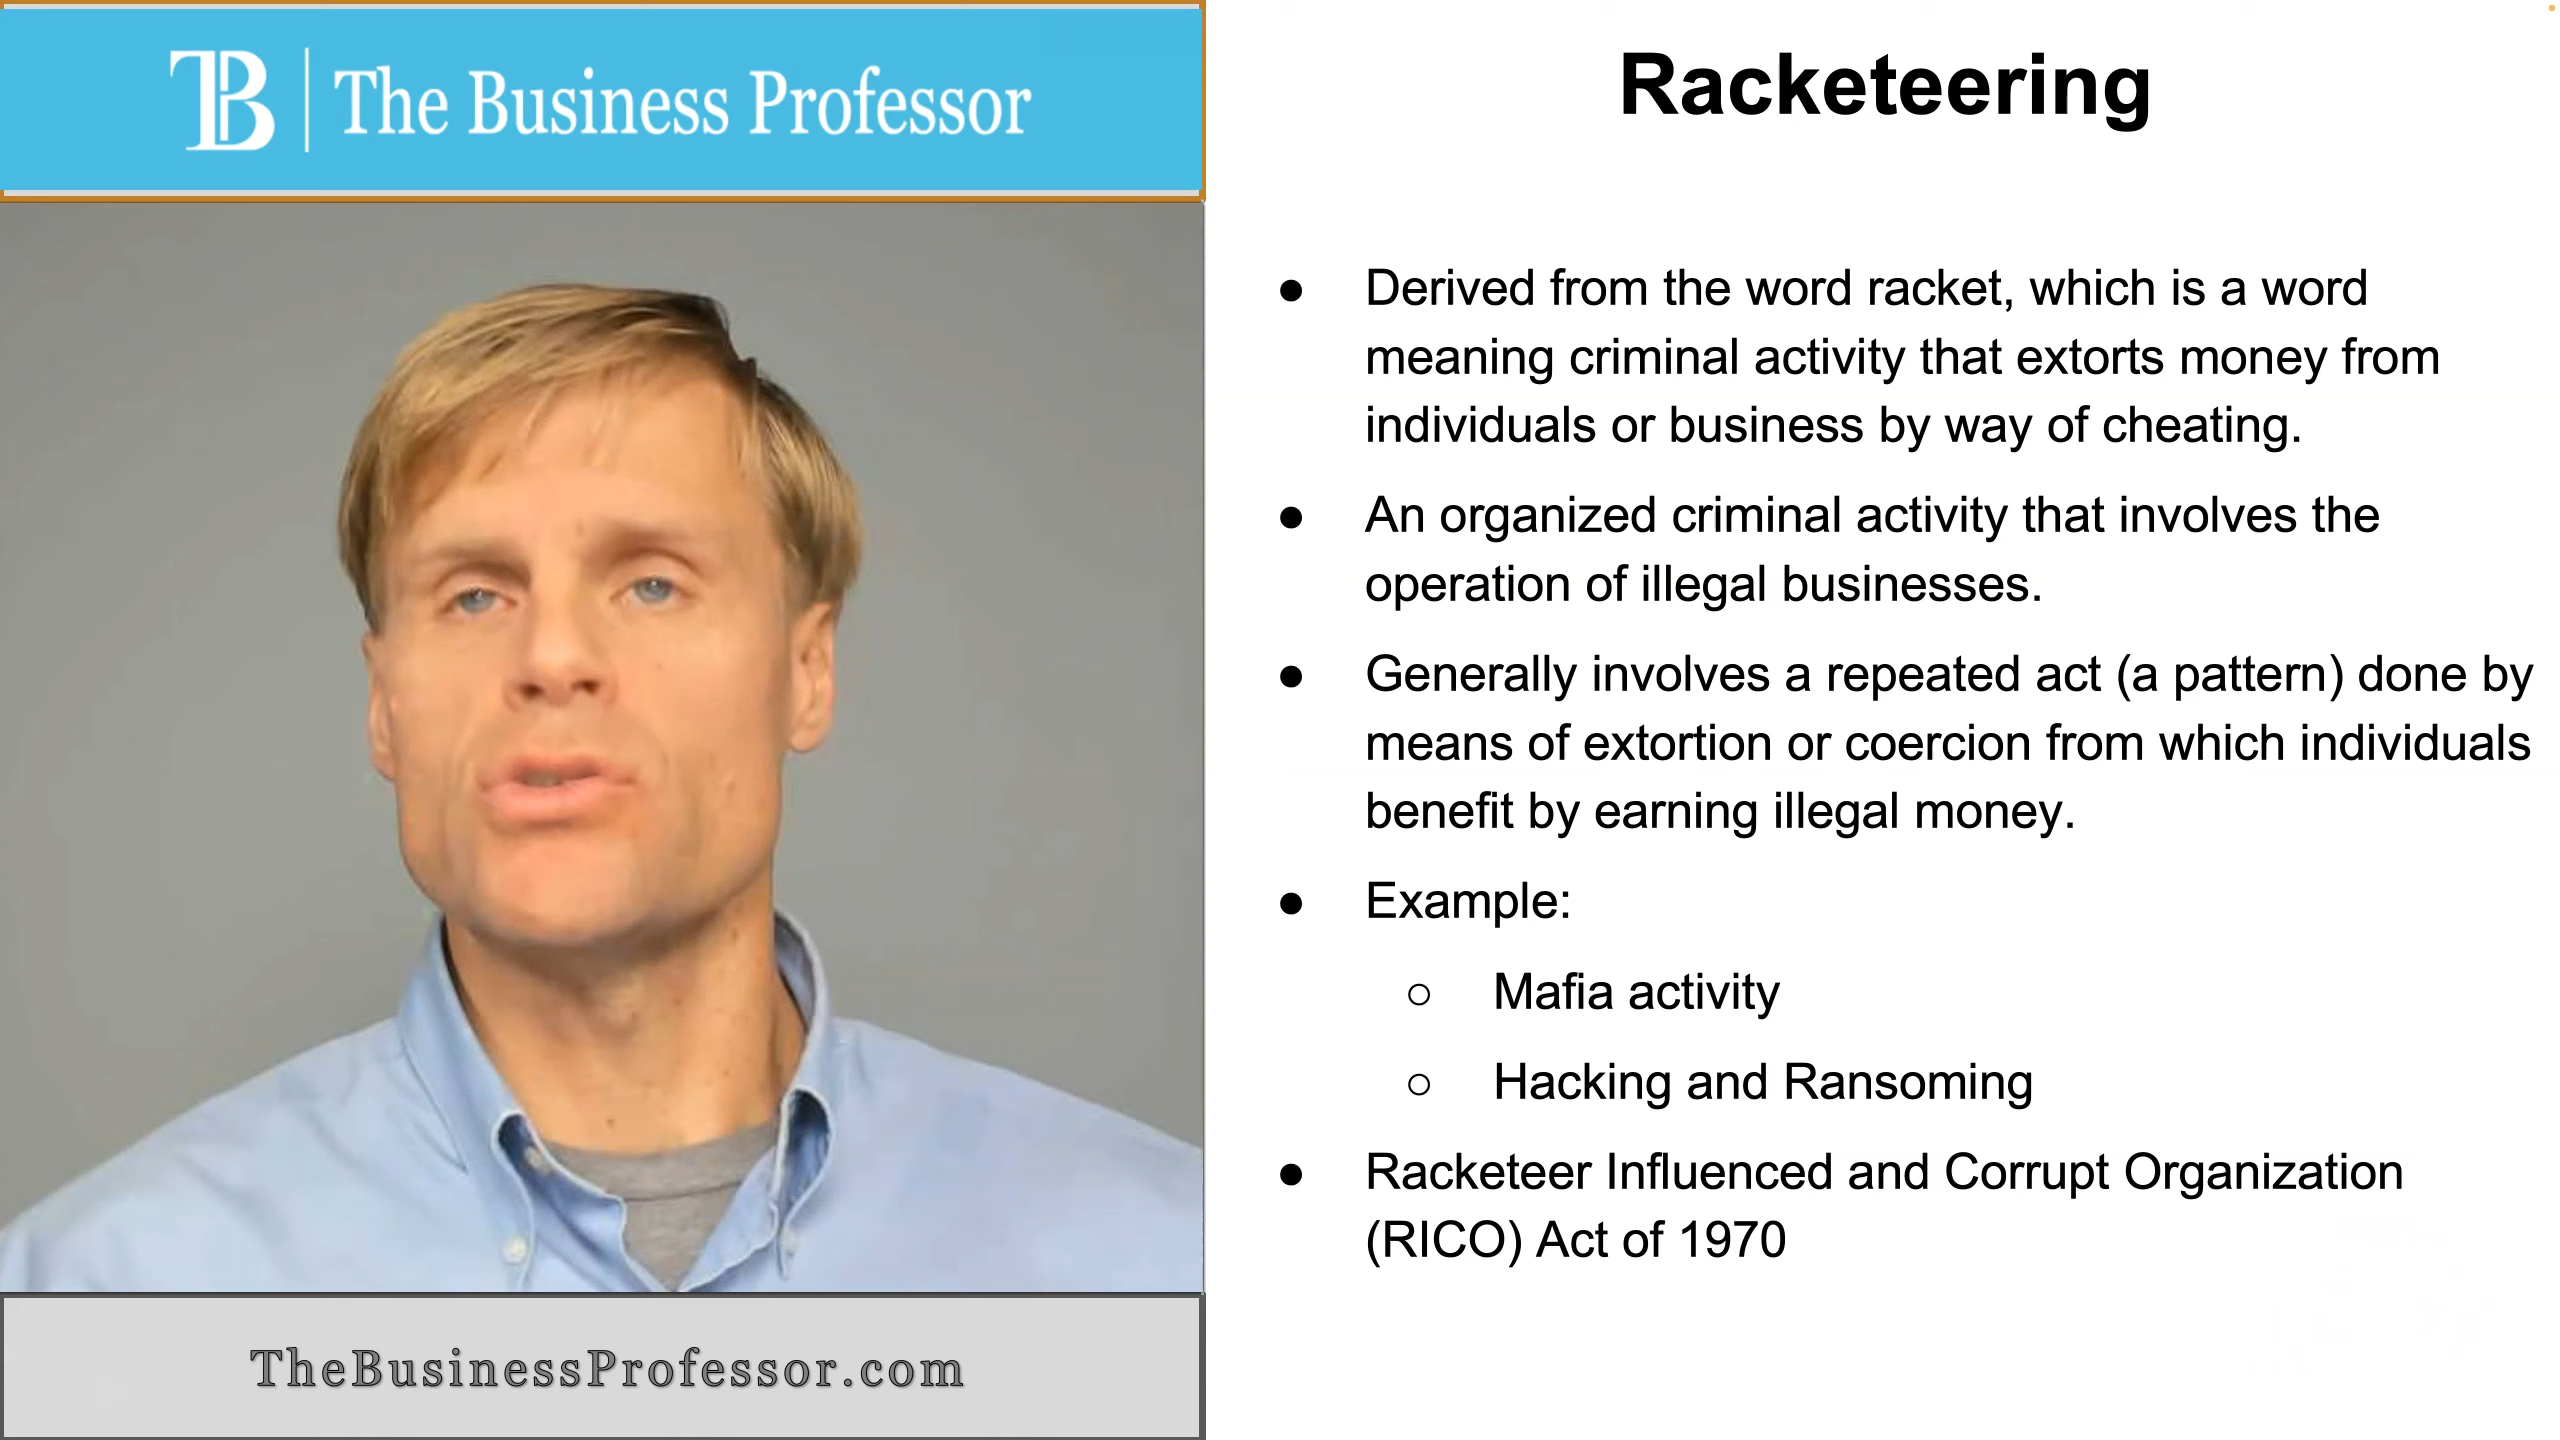 TB | The Business Professor
Racketeering
● Derived from the word racket, which is a word
meaning criminal activity that extorts money from
individuals or business by way of cheating.
● An organized criminal activity that involves the
operation of illegal businesses.
● Generally involves a repeated act (a pattern) done by
means of extortion or coercion from which individuals
benefit by earning illegal money.
● Example:
○ Mafia activity
○ Hacking and Ransoming
● Racketeer Influenced and Corrupt Organization
(RICO) Act of 1970
TheBusinessProfessor.com